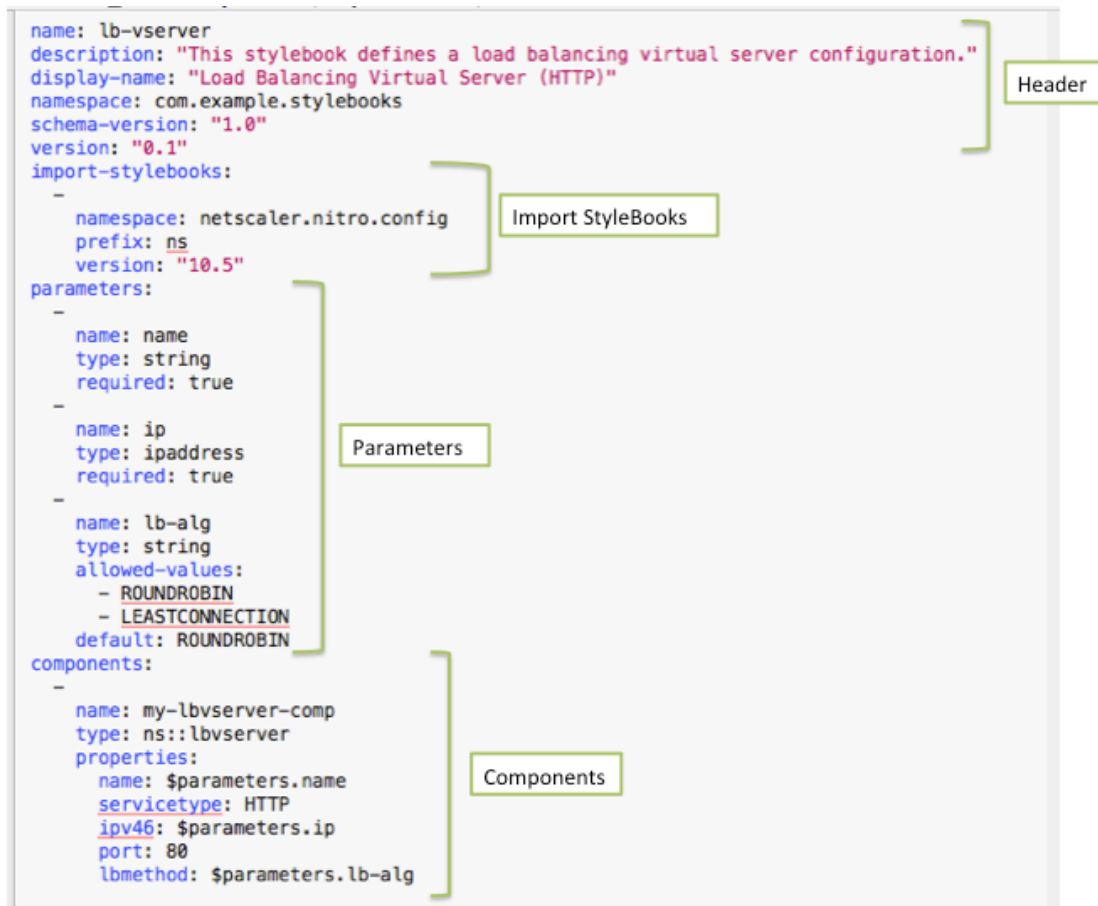 name: lb-vserver
description: "This stylebook defines a load balancing virtual server configuration."
display-name: "Load Balancing Virtual Server (HTTP)"
namespace: com.example.stylebooks
schema-version: "1.0"
version: "0.1"
Header
import-stylebooks:
  -
    namespace: netscaler.nitro.config
    prefix: ns
    version: "10.5"
Import StyleBooks
parameters:
  -
    name: name
    type: string
    required: true
  -
    name: ip
    type: ipaddress
    required: true
  -
    name: lb-alg
    type: string
    allowed-values:
      - ROUNDROBIN
      - LEASTCONNECTION
    default: ROUNDROBIN
Parameters
components:
  -
    name: my-lbvserver-comp
    type: ns::lbvserver
    properties:
      name: $parameters.name
      servicetype: HTTP
      ipv46: $parameters.ip
      port: 80
      lbmethod: $parameters.lb-alg
Components